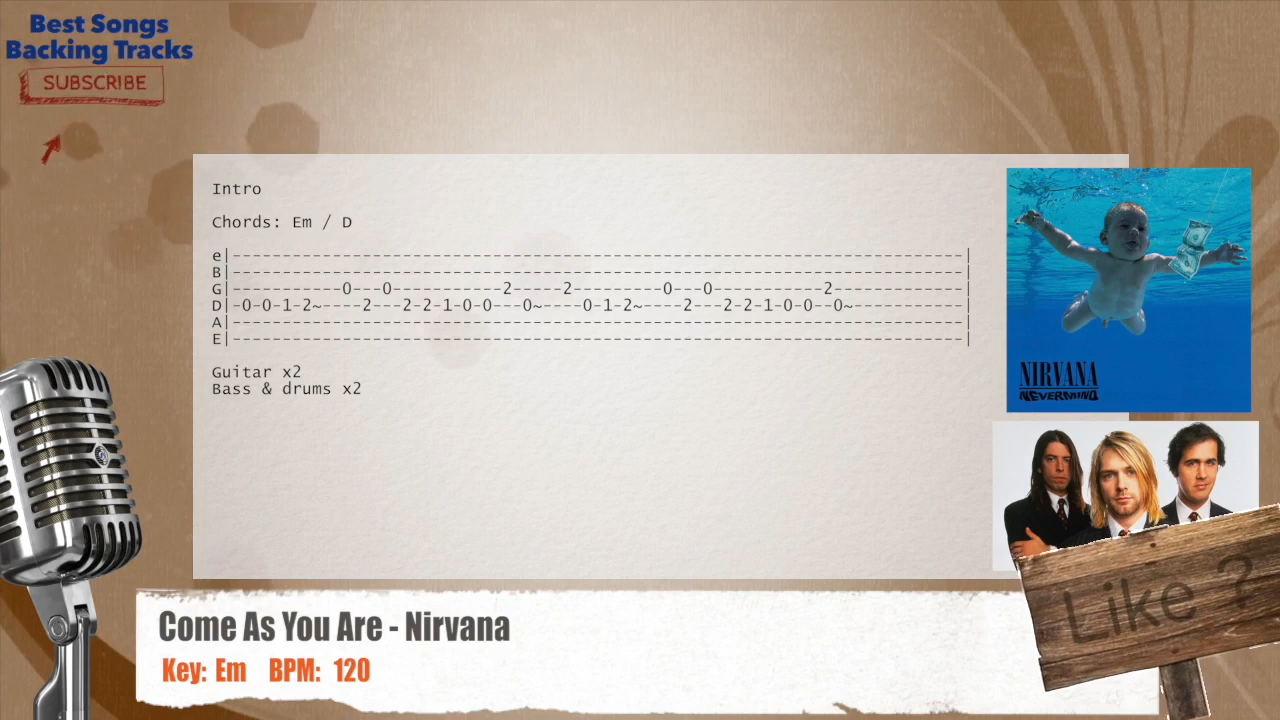 Best Songs
Backing Tracks
SUBSCRIBE
Intro
Chords: Em / D
e|-------------------------------------------------------------------------|
B|-------------------------------------------------------------------------|
G|-----------0---0-----------2-----2---------0---0-----------2-------------|
D|-0-0-1-2~----2---2-2-1-0-0---0~----0-1-2~----2---2-2-1-0-0--0~-----------|
A|-------------------------------------------------------------------------|
E|-------------------------------------------------------------------------|
Guitar x2
Bass & drums x2
NIRVANA
NEVERMIND
Like ?
Come As You Are - Nirvana
Key: Em BPM: 120